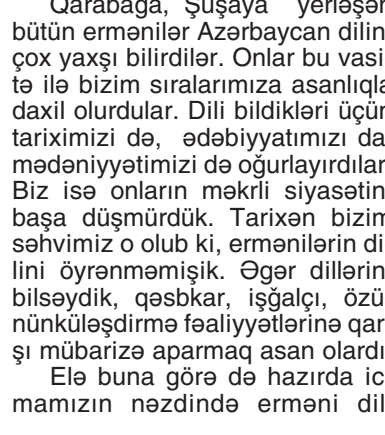 Qarabağa, Şuşaya yerləşən
bütün ermənilər Azərbaycan dilin
çox yaxşı bilirdilər. Onlar bu vasi
tə ilə bizim sıralarımıza asanlıqla
daxil olurdular. Dili bildikləri üçün
tariximizi də, ədəbiyyatımızı da
mədəniyyətimizi də oğurlayırdılar
Biz isə onların məkrli siyasətin
başa düşmürdük. Tarixən bizim
səhvimiz o olub ki, ermənilərin di
lini öyrənməmişik. Əgər dillərin
bilsəydik, qəsbkar, işğalçı, özü
nünküləşdirmə fəaliyyətlərinə qar
şı mübarizə aparmaq asan olardı
Elə buna görə də hazırda ic
mamızın nəzdində erməni dil